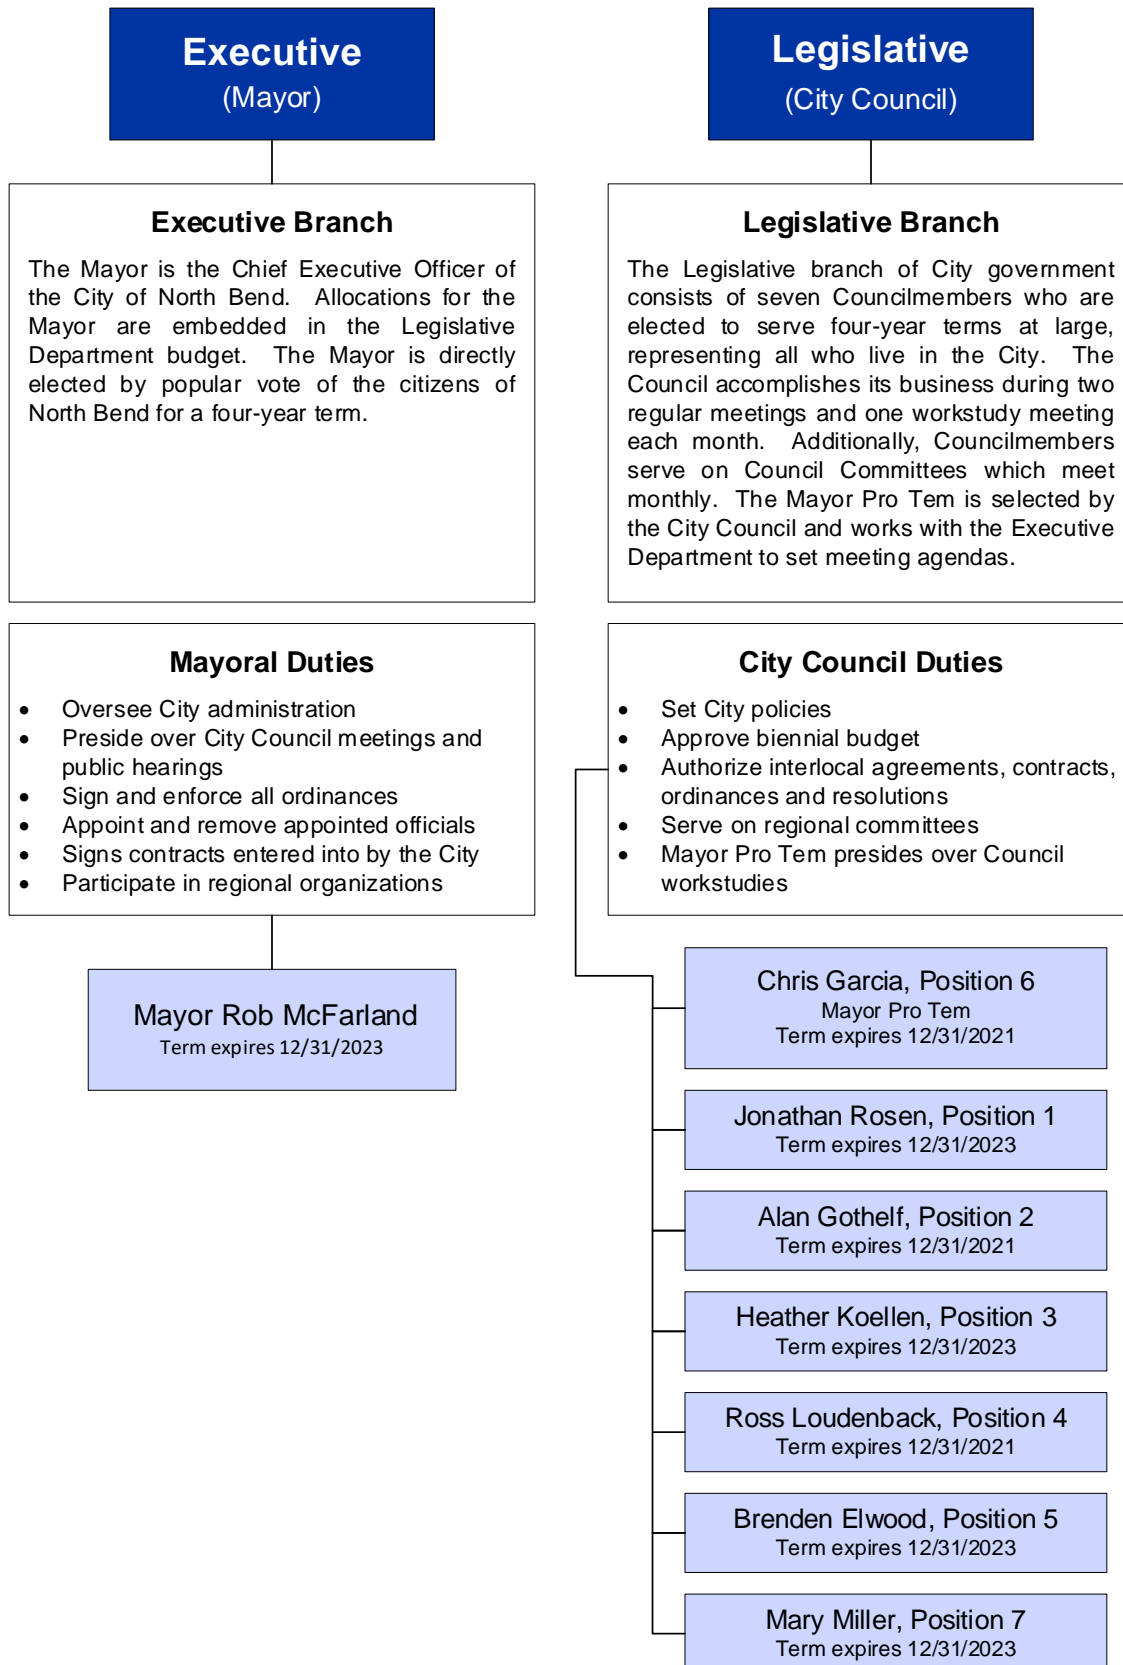 Executive
(Mayor)
Executive Branch
The Mayor is the Chief Executive Officer of
the City of North Bend. Allocations for the
Mayor are embedded in the Legislative
Department budget. The Mayor is directly
elected by popular vote of the citizens of
North Bend for a four-year term.
Mayoral Duties
• Oversee City administration
• Preside over City Council meetings and
public hearings
• Sign and enforce all ordinances
• Appoint and remove appointed officials
• Signs contracts entered into by the City
• Participate in regional organizations
Mayor Rob McFarland
Term expires 12/31/2023
Legislative
(City Council)
Legislative Branch
The Legislative branch of City government
consists of seven Councilmembers who are
elected to serve four-year terms at large,
representing all who live in the City. The
Council accomplishes its business during two
regular meetings and one workstudy meeting
each month. Additionally, Councilmembers
serve on Council Committees which meet
monthly. The Mayor Pro Tem is selected by
the City Council and works with the Executive
Department to set meeting agendas.
City Council Duties
• Set City policies
• Approve biennial budget
• Authorize interlocal agreements, contracts,
ordinances and resolutions
• Serve on regional committees
• Mayor Pro Tem presides over Council
workstudies
Chris Garcia, Position 6
Mayor Pro Tem
Term expires 12/31/2021
Jonathan Rosen, Position 1
Term expires 12/31/2023
Alan Gothelf, Position 2
Term expires 12/31/2021
Heather Koellen, Position 3
Term expires 12/31/2023
Ross Loudenback, Position 4
Term expires 12/31/2021
Brenden Elwood, Position 5
Term expires 12/31/2023
Mary Miller, Position 7
Term expires 12/31/2023